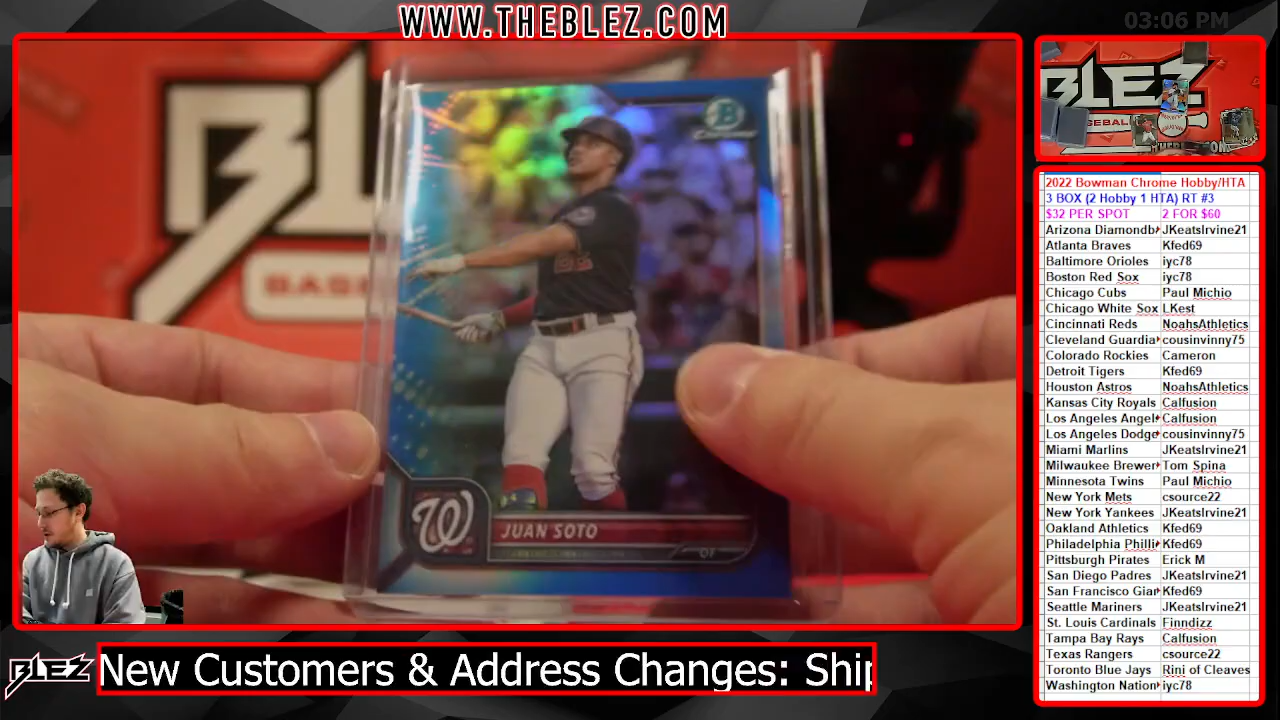 WWW.THEBLEZ.COM
03:06 PM
BLEZ
2022 Bowman Chrome Hobby/HTA
3 BOX (2 Hobby 1 HTA) RT #3
$32 PER SPOT 2 FOR $60
Arizona Diamondb JKeatsIrvine21
Atlanta Braves Kfed69
Baltimore Orioles iyc78
Boston Red Sox iyc78
Chicago Cubs Paul Michio
Chicago White Sox LKest
Cincinnati Reds NoahsAthletics
Cleveland Guardia cousinvinny75
Colorado Rockies Cameron
Detroit Tigers Kfed69
Houston Astros NoahsAthletics
Kansas City Royals Calfusion
Los Angeles Angel Calfusion
Los Angeles Dodge cousinvinny75
Miami Marlins JKeatsIrvine21
Milwaukee Brewer Tom Spina
Minnesota Twins Paul Michio
New York Mets csource22
New York Yankees JKeatsIrvine21
Oakland Athletics Kfed69
Philadelphia Philli Kfed69
Pittsburgh Pirates Erick M
San Diego Padres JKeatsIrvine21
San Francisco Gian Kfed69
Seattle Mariners JKeatsIrvine21
St. Louis Cardinals Finndizz
Tampa Bay Rays Calfusion
Texas Rangers csource22
Toronto Blue Jays Rini of Cleaves
Washington Nation iyc78
B
Chrome
W
JUAN SOTO
OF
BLEZ
New Customers & Address Changes: Ship